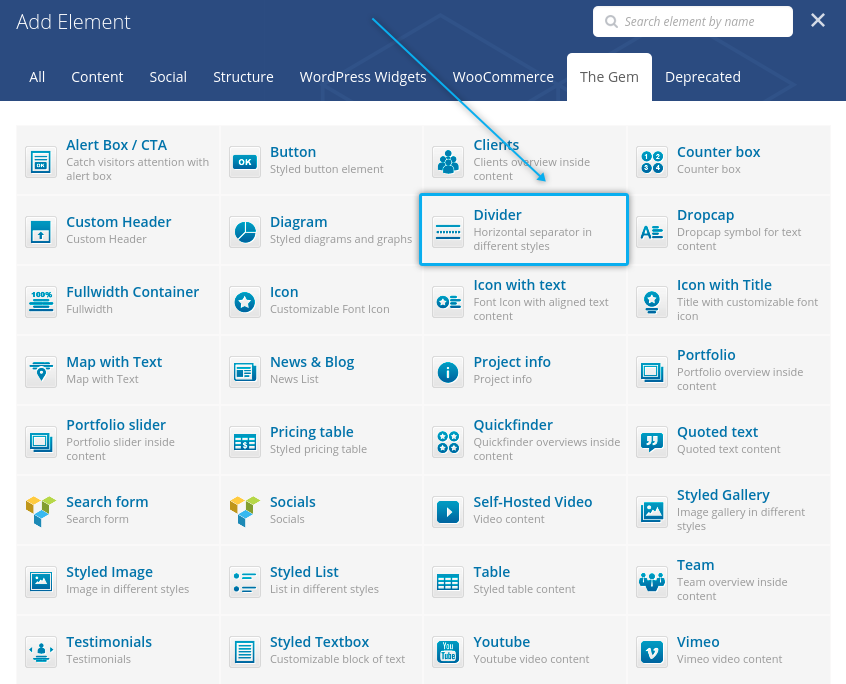 Add Element
Search element by name
All Content Social Structure WordPress Widgets WooCommerce The Gem Deprecated
Alert Box / CTA
Catch visitors attention with
alert box
Button
Styled button element
Clients
Clients overview inside
content
Counter box
Counter box
Custom Header
Custom Header
Diagram
Styled diagrams and graphs
Divider
Horizontal separator in
different styles
Dropcap
Dropcap symbol for text
content
Fullwidth Container
Fullwidth
Icon
Customizable Font Icon
Icon with text
Font Icon with aligned text
content
Icon with Title
Title with customizable font
icon
Map with Text
Map with Text
News & Blog
News List
Project info
Project info
Portfolio
Portfolio overview inside
content
Portfolio slider
Portfolio slider inside
content
Pricing table
Styled pricing table
Quickfinder
Quickfinder overviews inside
content
Quoted text
Quoted text content
Search form
Search form
Socials
Socials
Self-Hosted Video
Video content
Styled Gallery
Image gallery in different
styles
Styled Image
Image in different styles
Styled List
List in different styles
Table
Styled table content
Team
Team overview inside
content
Testimonials
Testimonials
Styled Textbox
Customizable block of text
Youtube
Youtube video content
Vimeo
Vimeo video content